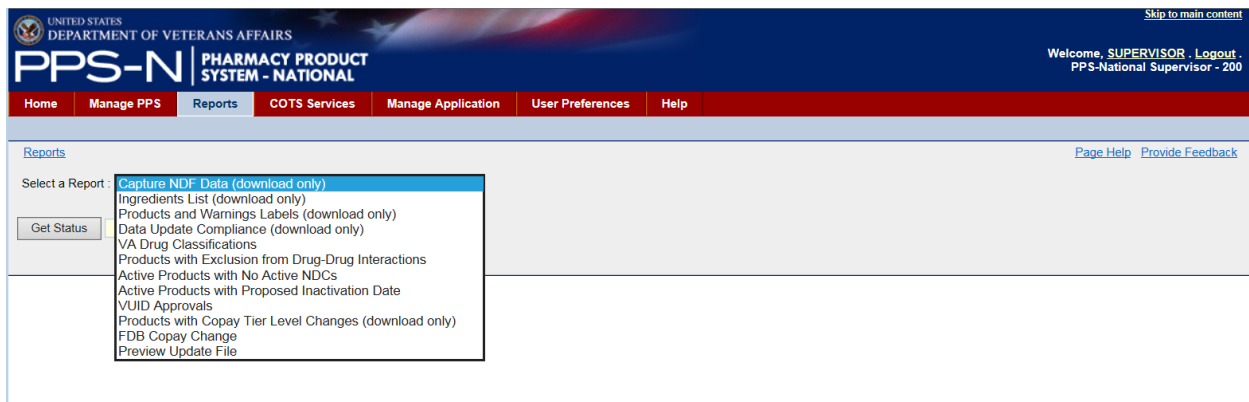 Skip to main content
UNITED STATES
DEPARTMENT OF VETERANS AFFAIRS
PPS-N PHARMACY PRODUCT
SYSTEM - NATIONAL
Welcome, SUPERVISOR . Logout .
PPS-National Supervisor - 200
Home Manage PPS Reports COTS Services Manage Application User Preferences Help
Reports Page Help Provide Feedback
Select a Report : Capture NDF Data (download only)
Ingredients List (download only)
Products and Warnings Labels (download only)
Get Status Data Update Compliance (download only)
VA Drug Classifications
Products with Exclusion from Drug-Drug Interactions
Active Products with No Active NDCs
Active Products with Proposed Inactivation Date
VUID Approvals
Products with Copay Tier Level Changes (download only)
FDB Copay Change
Preview Update File